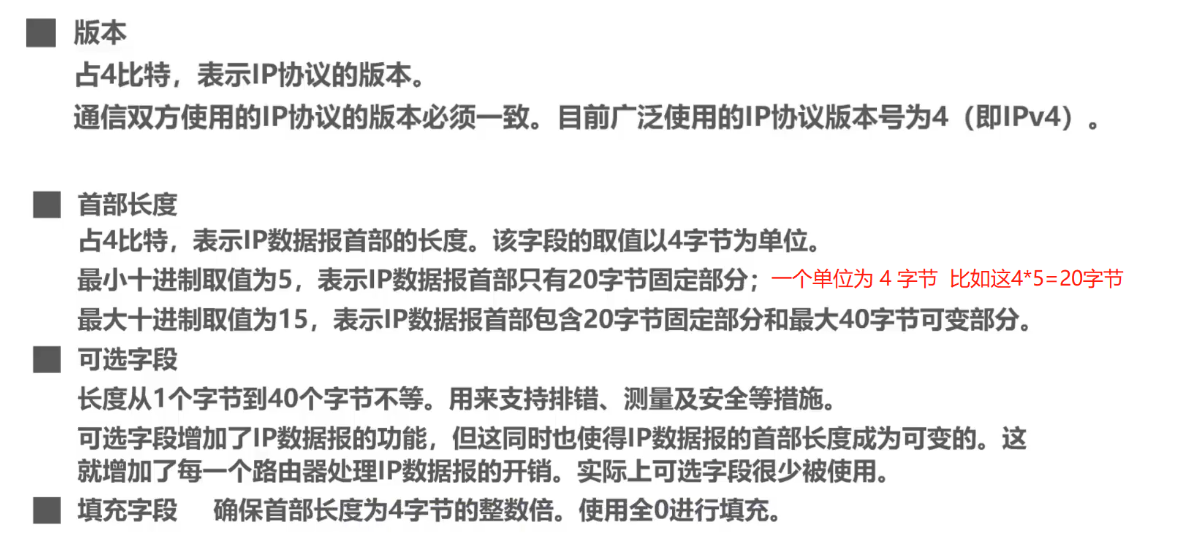 版本
占4比特，表示IP协议的版本。
通信双方使用的IP协议的版本必须一致。目前广泛使用的IP协议版本号为4（即IPv4）。
首部长度
占4比特，表示IP数据报首部的长度。该字段的取值以4字节为单位。
最小十进制取值为5，表示IP数据报首部只有20字节固定部分； 一个单位为 4 字节 比如这4*5=20字节
最大十进制取值为15，表示IP数据报首部包含20字节固定部分和最大40字节可变部分。
可选字段
长度从1个字节到40个字节不等。用来支持排错、测量及安全等措施。
可选字段增加了IP数据报的功能，但这同时也使得IP数据报的首部长度成为可变的。这
就增加了每一个路由器处理IP数据报的开销。实际上可选字段很少被使用。
填充字段 确保首部长度为4字节的整数倍。使用全0进行填充。